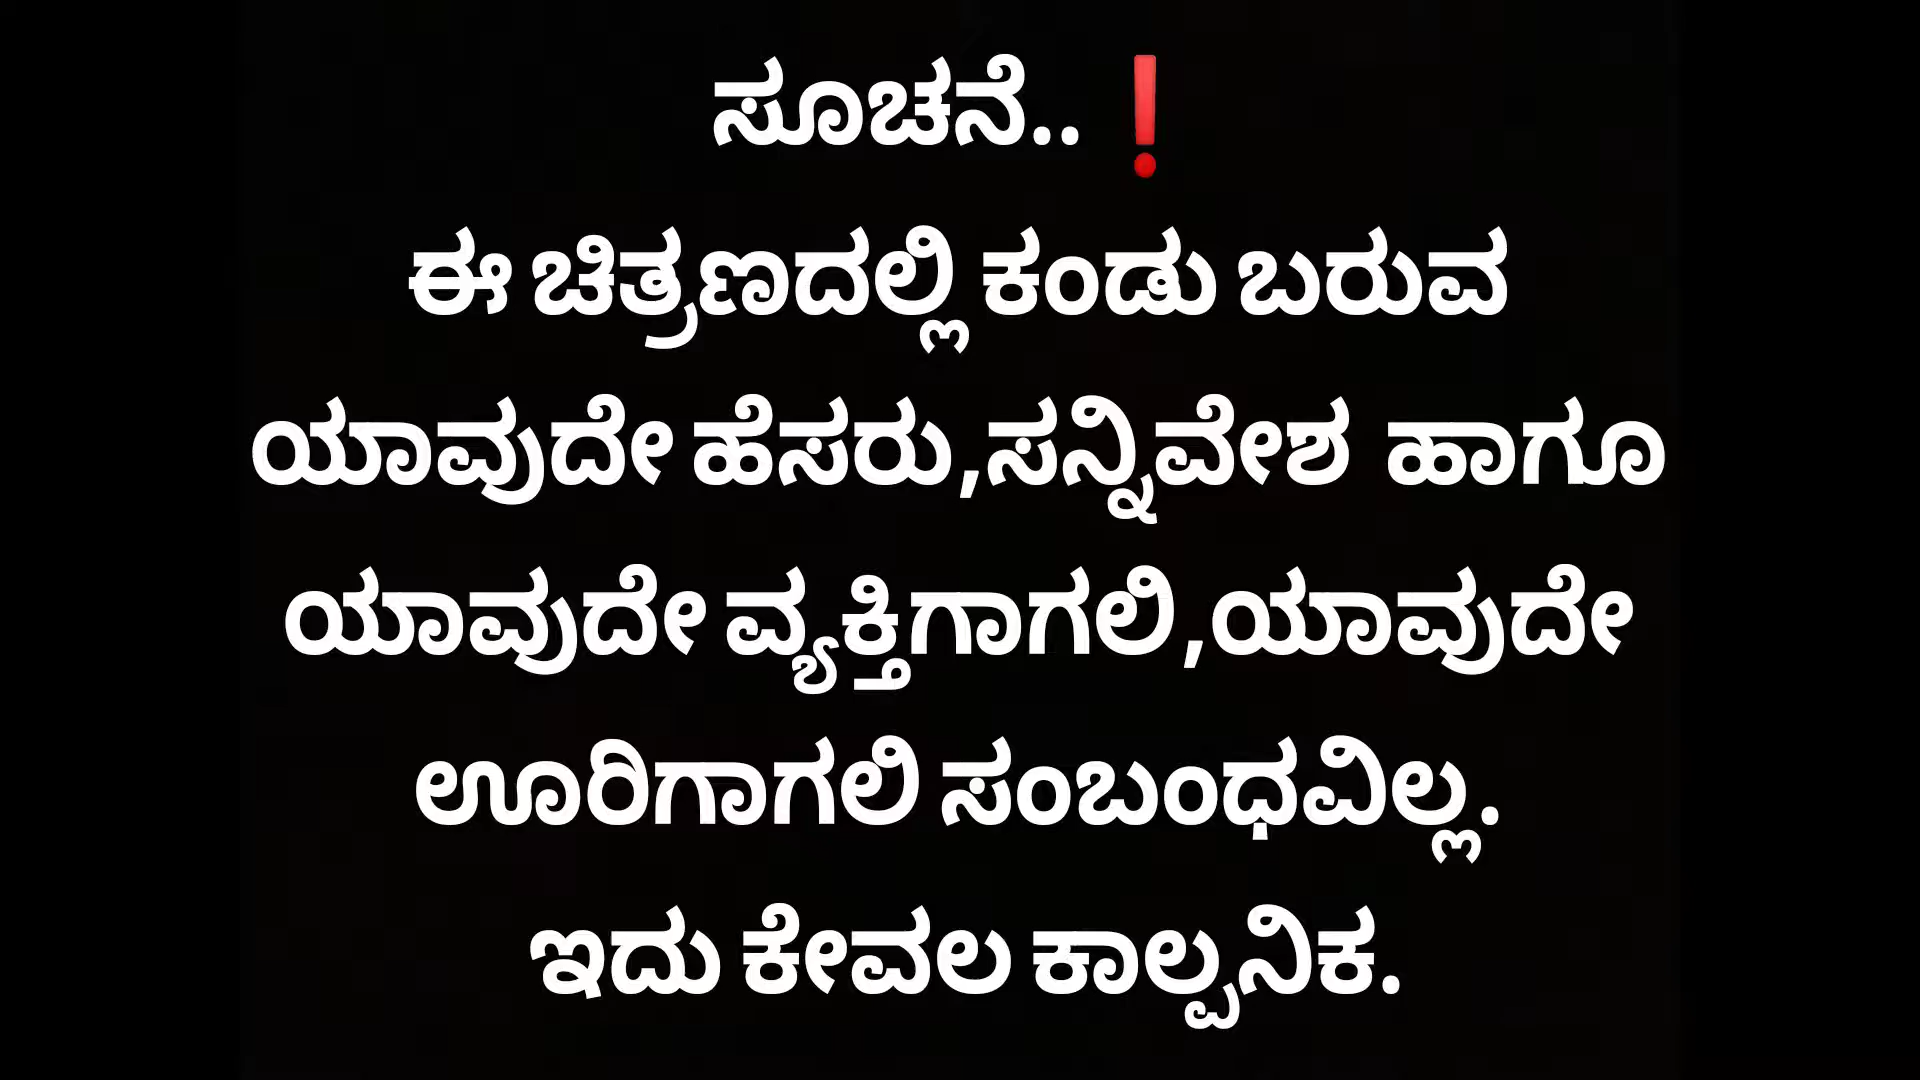 ಸೂಚನೆ..❗
ಈ ಚಿತ್ರಣದಲ್ಲಿ ಕಂಡು ಬರುವ
ಯಾವುದೇ ಹೆಸರು,ಸನ್ನಿವೇಶ ಹಾಗೂ
ಯಾವುದೇ ವ್ಯಕ್ತಿಗಾಗಲಿ,ಯಾವುದೇ
ಊರಿಗಾಗಲಿ ಸಂಬಂಧವಿಲ್ಲ.
ಇದು ಕೇವಲ ಕಾಲ್ಪನಿಕ.